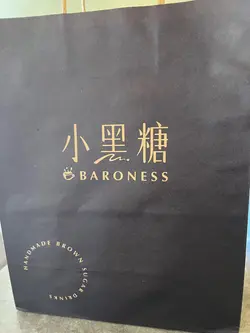 小黑糖
BARONESS
HANDMADE BROWN SUGAR DRINKS